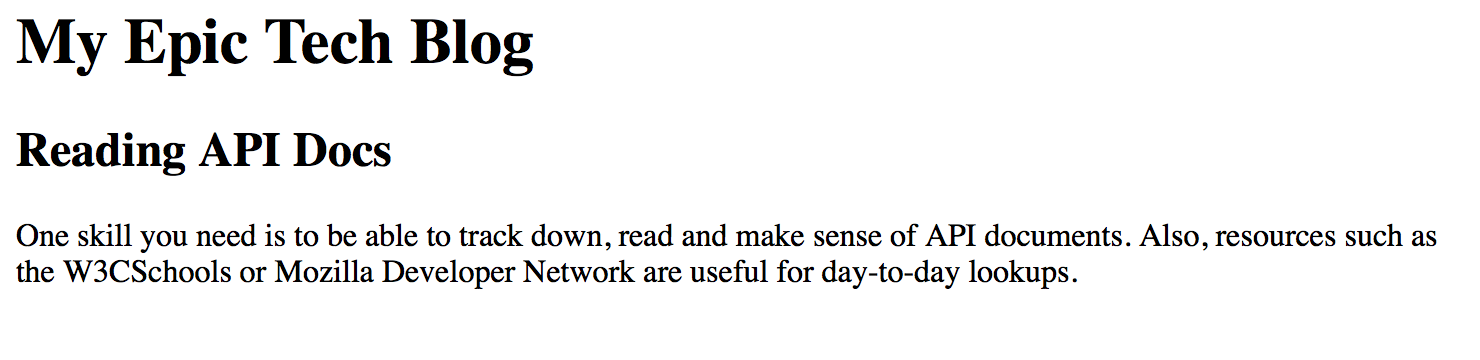 My Epic Tech Blog
Reading API Docs
One skill you need is to be able to track down, read and make sense of API documents. Also, resources such as
the W3CSchools or Mozilla Developer Network are useful for day-to-day lookups.